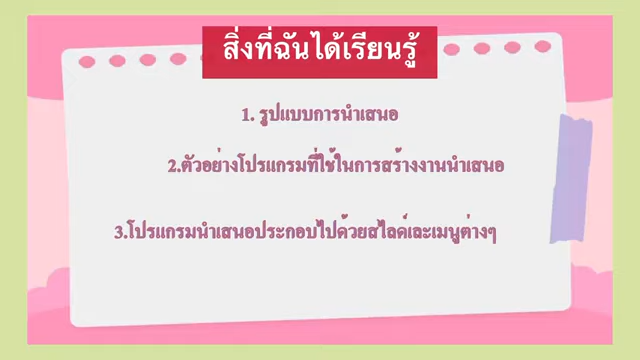 สิ่งที่ฉันได้เรียนรู้
1. รูปแบบการนำเสนอ
2.ตัวอย่างโปรแกรมที่ใช้ในการสร้างงานนำเสนอ
3.โปรแกรมนำเสนอประกอบไปด้วยสไลด์เละเมนูต่างๆ